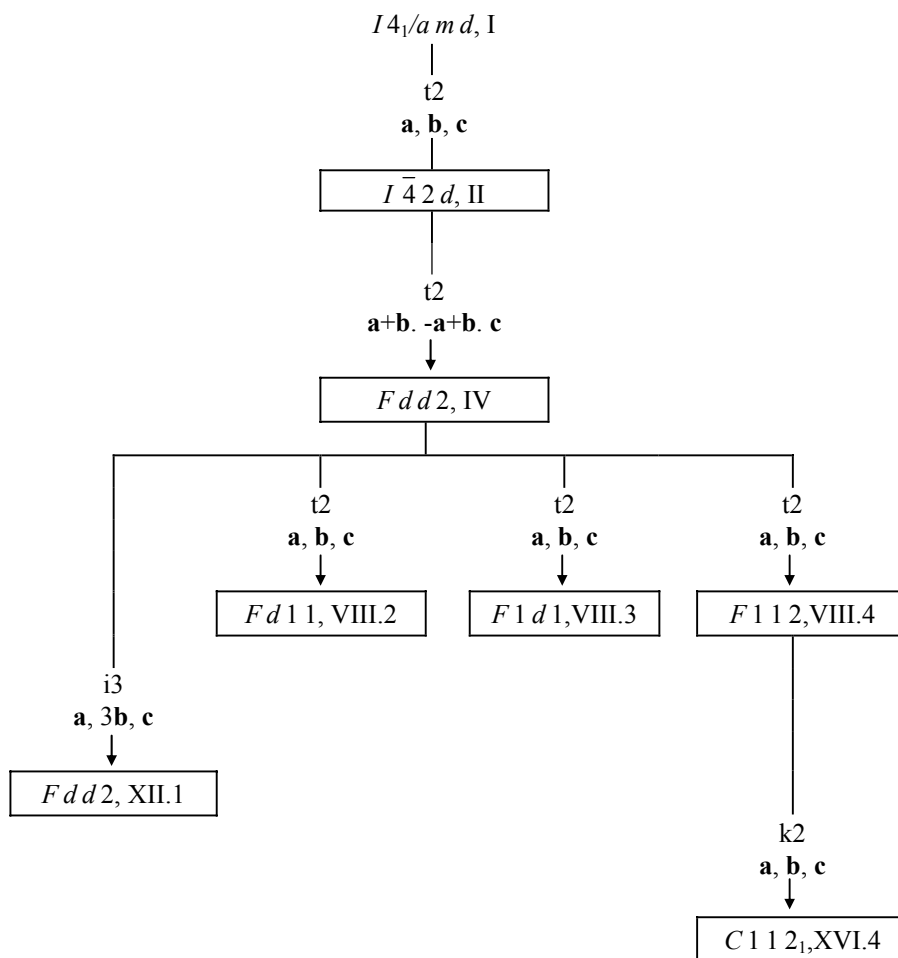 I 4₁/a m d, I
t2
a, b, c
I 4̅ 2 d, II
t2
a+b. -a+b. c
F d d 2, IV
t2 t2 t2
a, b, c a, b, c a, b, c
F d 1 1, VIII.2 F 1 d 1,VIII.3 F 1 1 2,VIII.4
i3
a, 3b, c
F d d 2, XII.1
k2
a, b, c
C 1 1 2₁,XVI.4